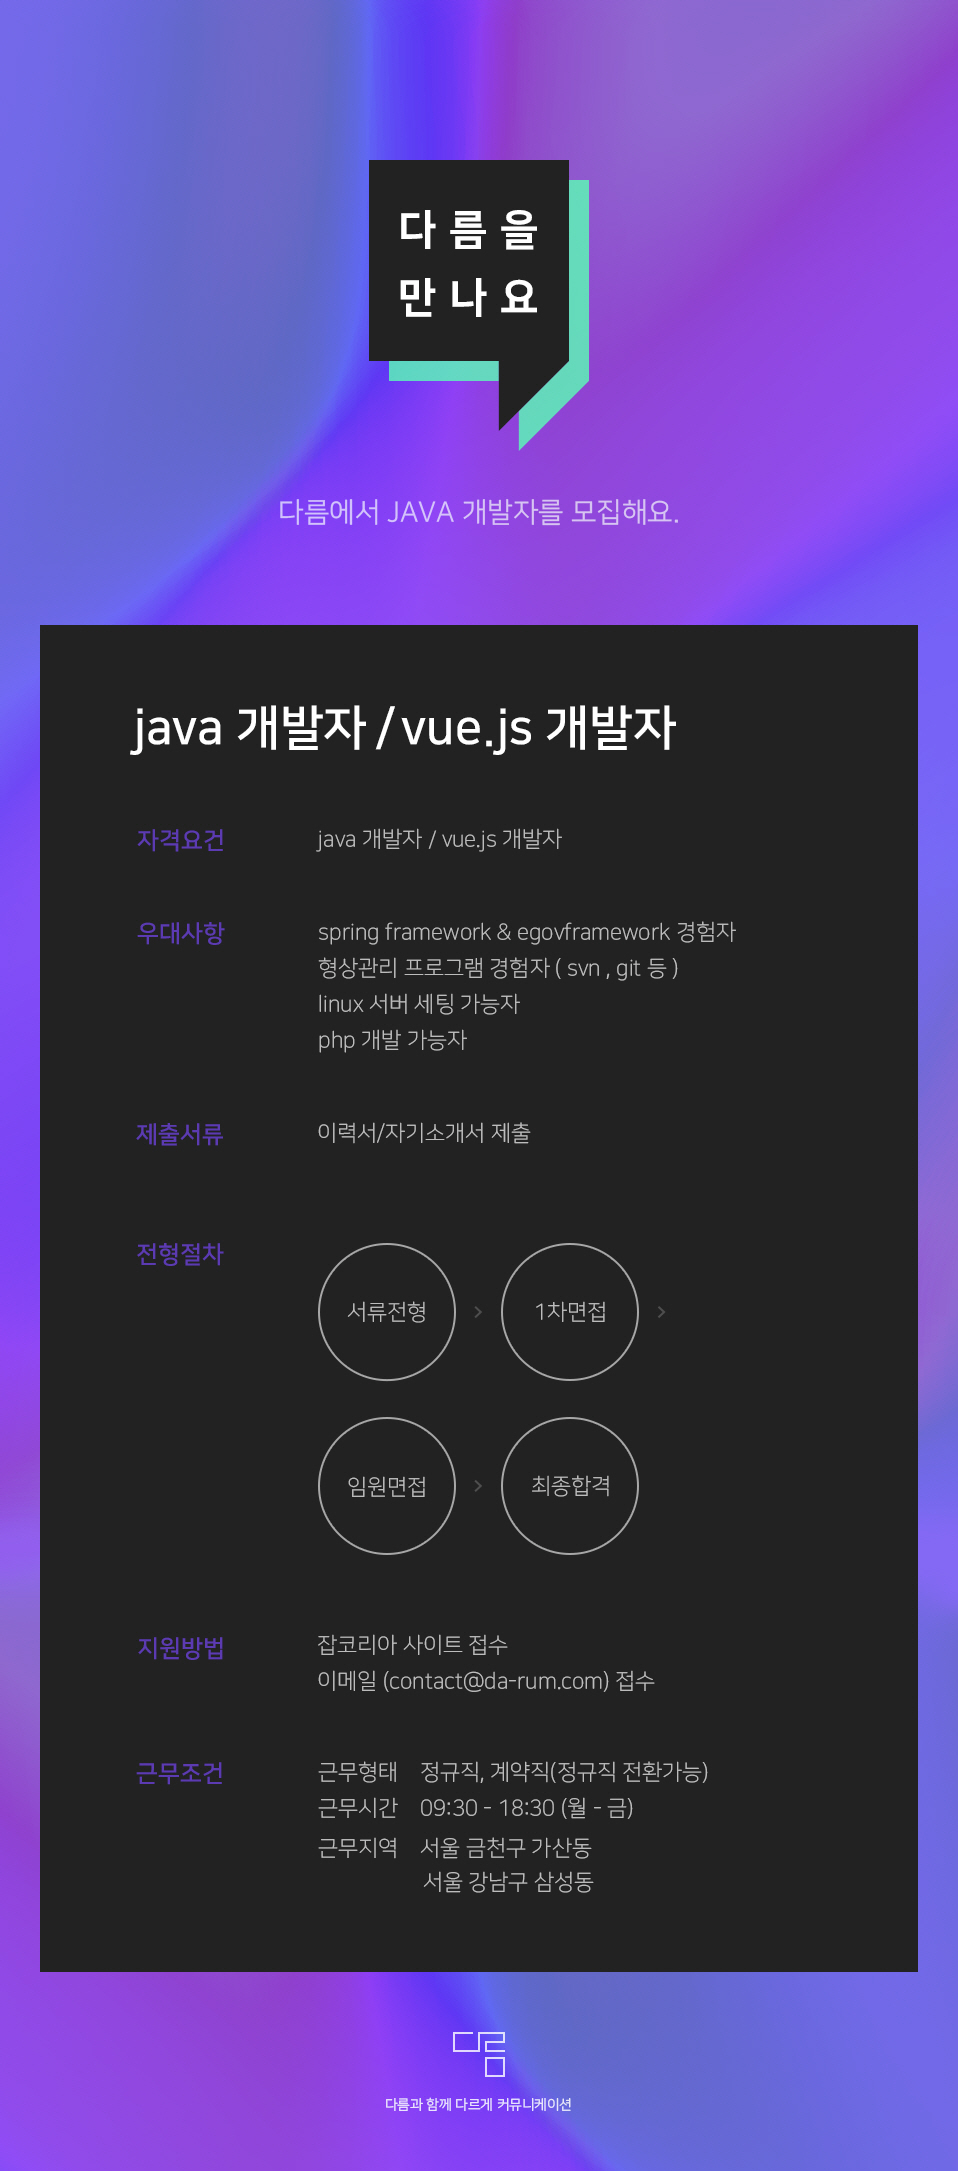 다름을
만나요
다름에서 JAVA 개발자를 모집해요.
java 개발자 / vue.js 개발자
자격요건 java 개발자 / vue.js 개발자
우대사항 spring framework & egovframework 경험자
형상관리 프로그램 경험자 ( svn , git 등 )
linux 서버 세팅 가능자
php 개발 가능자
제출서류 이력서/자기소개서 제출
전형절차
서류전형 > 1차면접 >
임원면접 > 최종합격
지원방법 잡코리아 사이트 접수
이메일 (contact@da-rum.com) 접수
근무조건 근무형태 정규직, 계약직(정규직 전환가능)
근무시간 09:30 - 18:30 (월 - 금)
근무지역 서울 금천구 가산동
서울 강남구 삼성동
다름
다름과 함께 다르게 커뮤니케이션